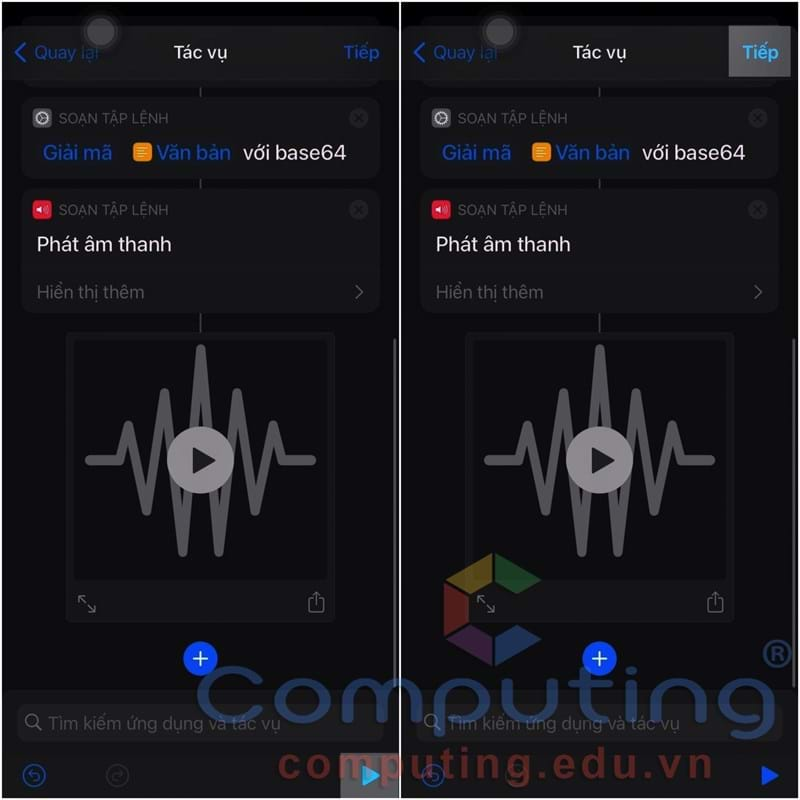 Quay lại
Tác vụ
Tiếp
SOẠN TẬP LỆNH
Giải mã Văn bản với base64
SOẠN TẬP LỆNH
Phát âm thanh
Hiển thị thêm
Tìm kiếm ứng dụng và tác vụ
Quay lại
Tác vụ
Tiếp
SOẠN TẬP LỆNH
Giải mã Văn bản với base64
SOẠN TẬP LỆNH
Phát âm thanh
Hiển thị thêm
Tìm kiếm ứng dụng và tác vụ
Computing®
computing.edu.vn